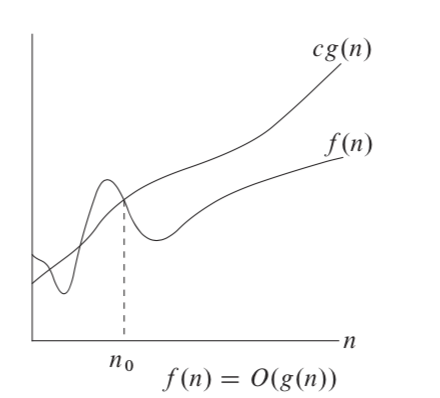 cg(n)
f(n)
n
n₀
f(n) = O(g(n))